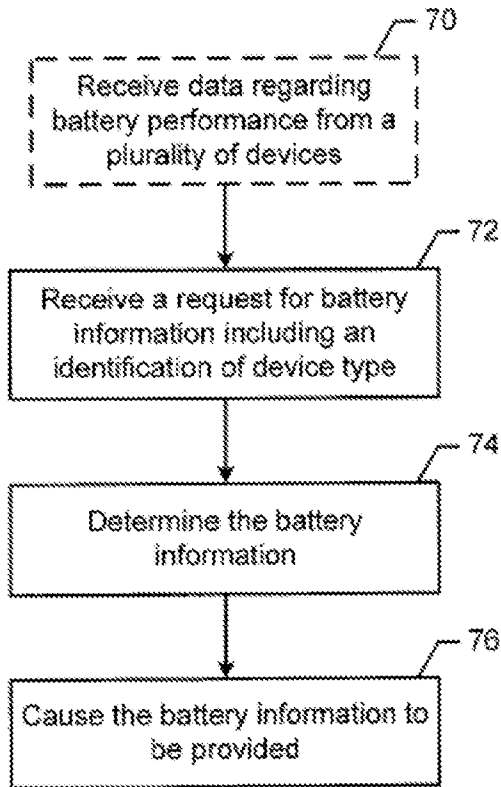 70
Receive data regarding
battery performance from a
plurality of devices
72
Receive a request for battery
information including an
identification of device type
74
Determine the battery
information
76
Cause the battery information to
be provided